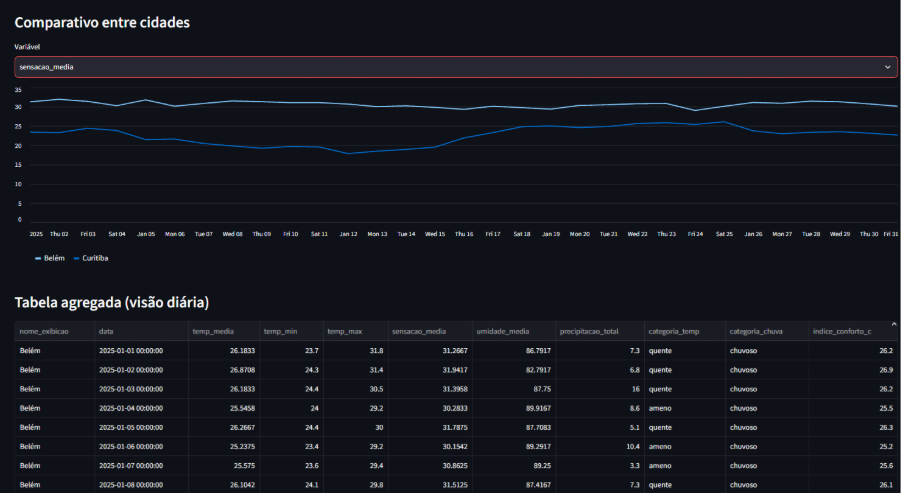 Comparativo entre cidades
Variável
sensacao_media
35
30
25
20
15
10
5
0
2025 Thu 02 Fri 03 Sat 04 Jan 05 Mon 06 Tue 07 Wed 08 Thu 09 Fri 10 Sat 11 Jan 12 Mon 13 Tue 14 Wed 15 Thu 16 Fri 17 Sat 18 Jan 19 Mon 20 Tue 21 Wed 22 Thu 23 Fri 24 Sat 25 Jan 26 Mon 27 Tue 28 Wed 29 Thu 30 Fri 31
Belém Curitiba
Tabela agregada (visão diária)
nome_exibicao data temp_media temp_min temp_max sensacao_media umidade_media precipitacao_total categoria_temp categoria_chuva indice_conforto_c
Belém 2025-01-01 00:00:00 26.1833 23.7 31.8 31.2667 86.7917 7.3 quente chuvoso 26.2
Belém 2025-01-02 00:00:00 26.8708 24.3 31.4 31.9417 82.7917 6.8 quente chuvoso 26.9
Belém 2025-01-03 00:00:00 26.1833 24.4 30.5 31.3958 87.75 16 quente chuvoso 26.2
Belém 2025-01-04 00:00:00 25.5458 24 29.2 30.2833 89.9167 8.6 ameno chuvoso 25.5
Belém 2025-01-05 00:00:00 26.2667 24.4 30 31.7875 87.7083 5.1 quente chuvoso 26.3
Belém 2025-01-06 00:00:00 25.2375 23.4 29.2 30.1542 89.2917 10.4 ameno chuvoso 25.2
Belém 2025-01-07 00:00:00 25.575 23.6 29.4 30.8625 89.25 3.3 ameno chuvoso 25.6
Belém 2025-01-08 00:00:00 26.1042 24.1 29.8 31.5125 87.4167 7.3 quente chuvoso 26.1